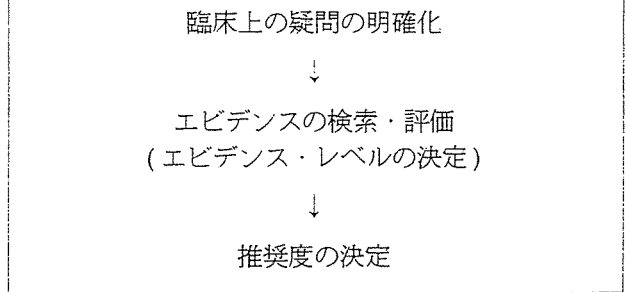 臨床上の疑問の明確化
↓
エビデンスの検索・評価
(エビデンス・レベルの決定)
↓
推奨度の決定